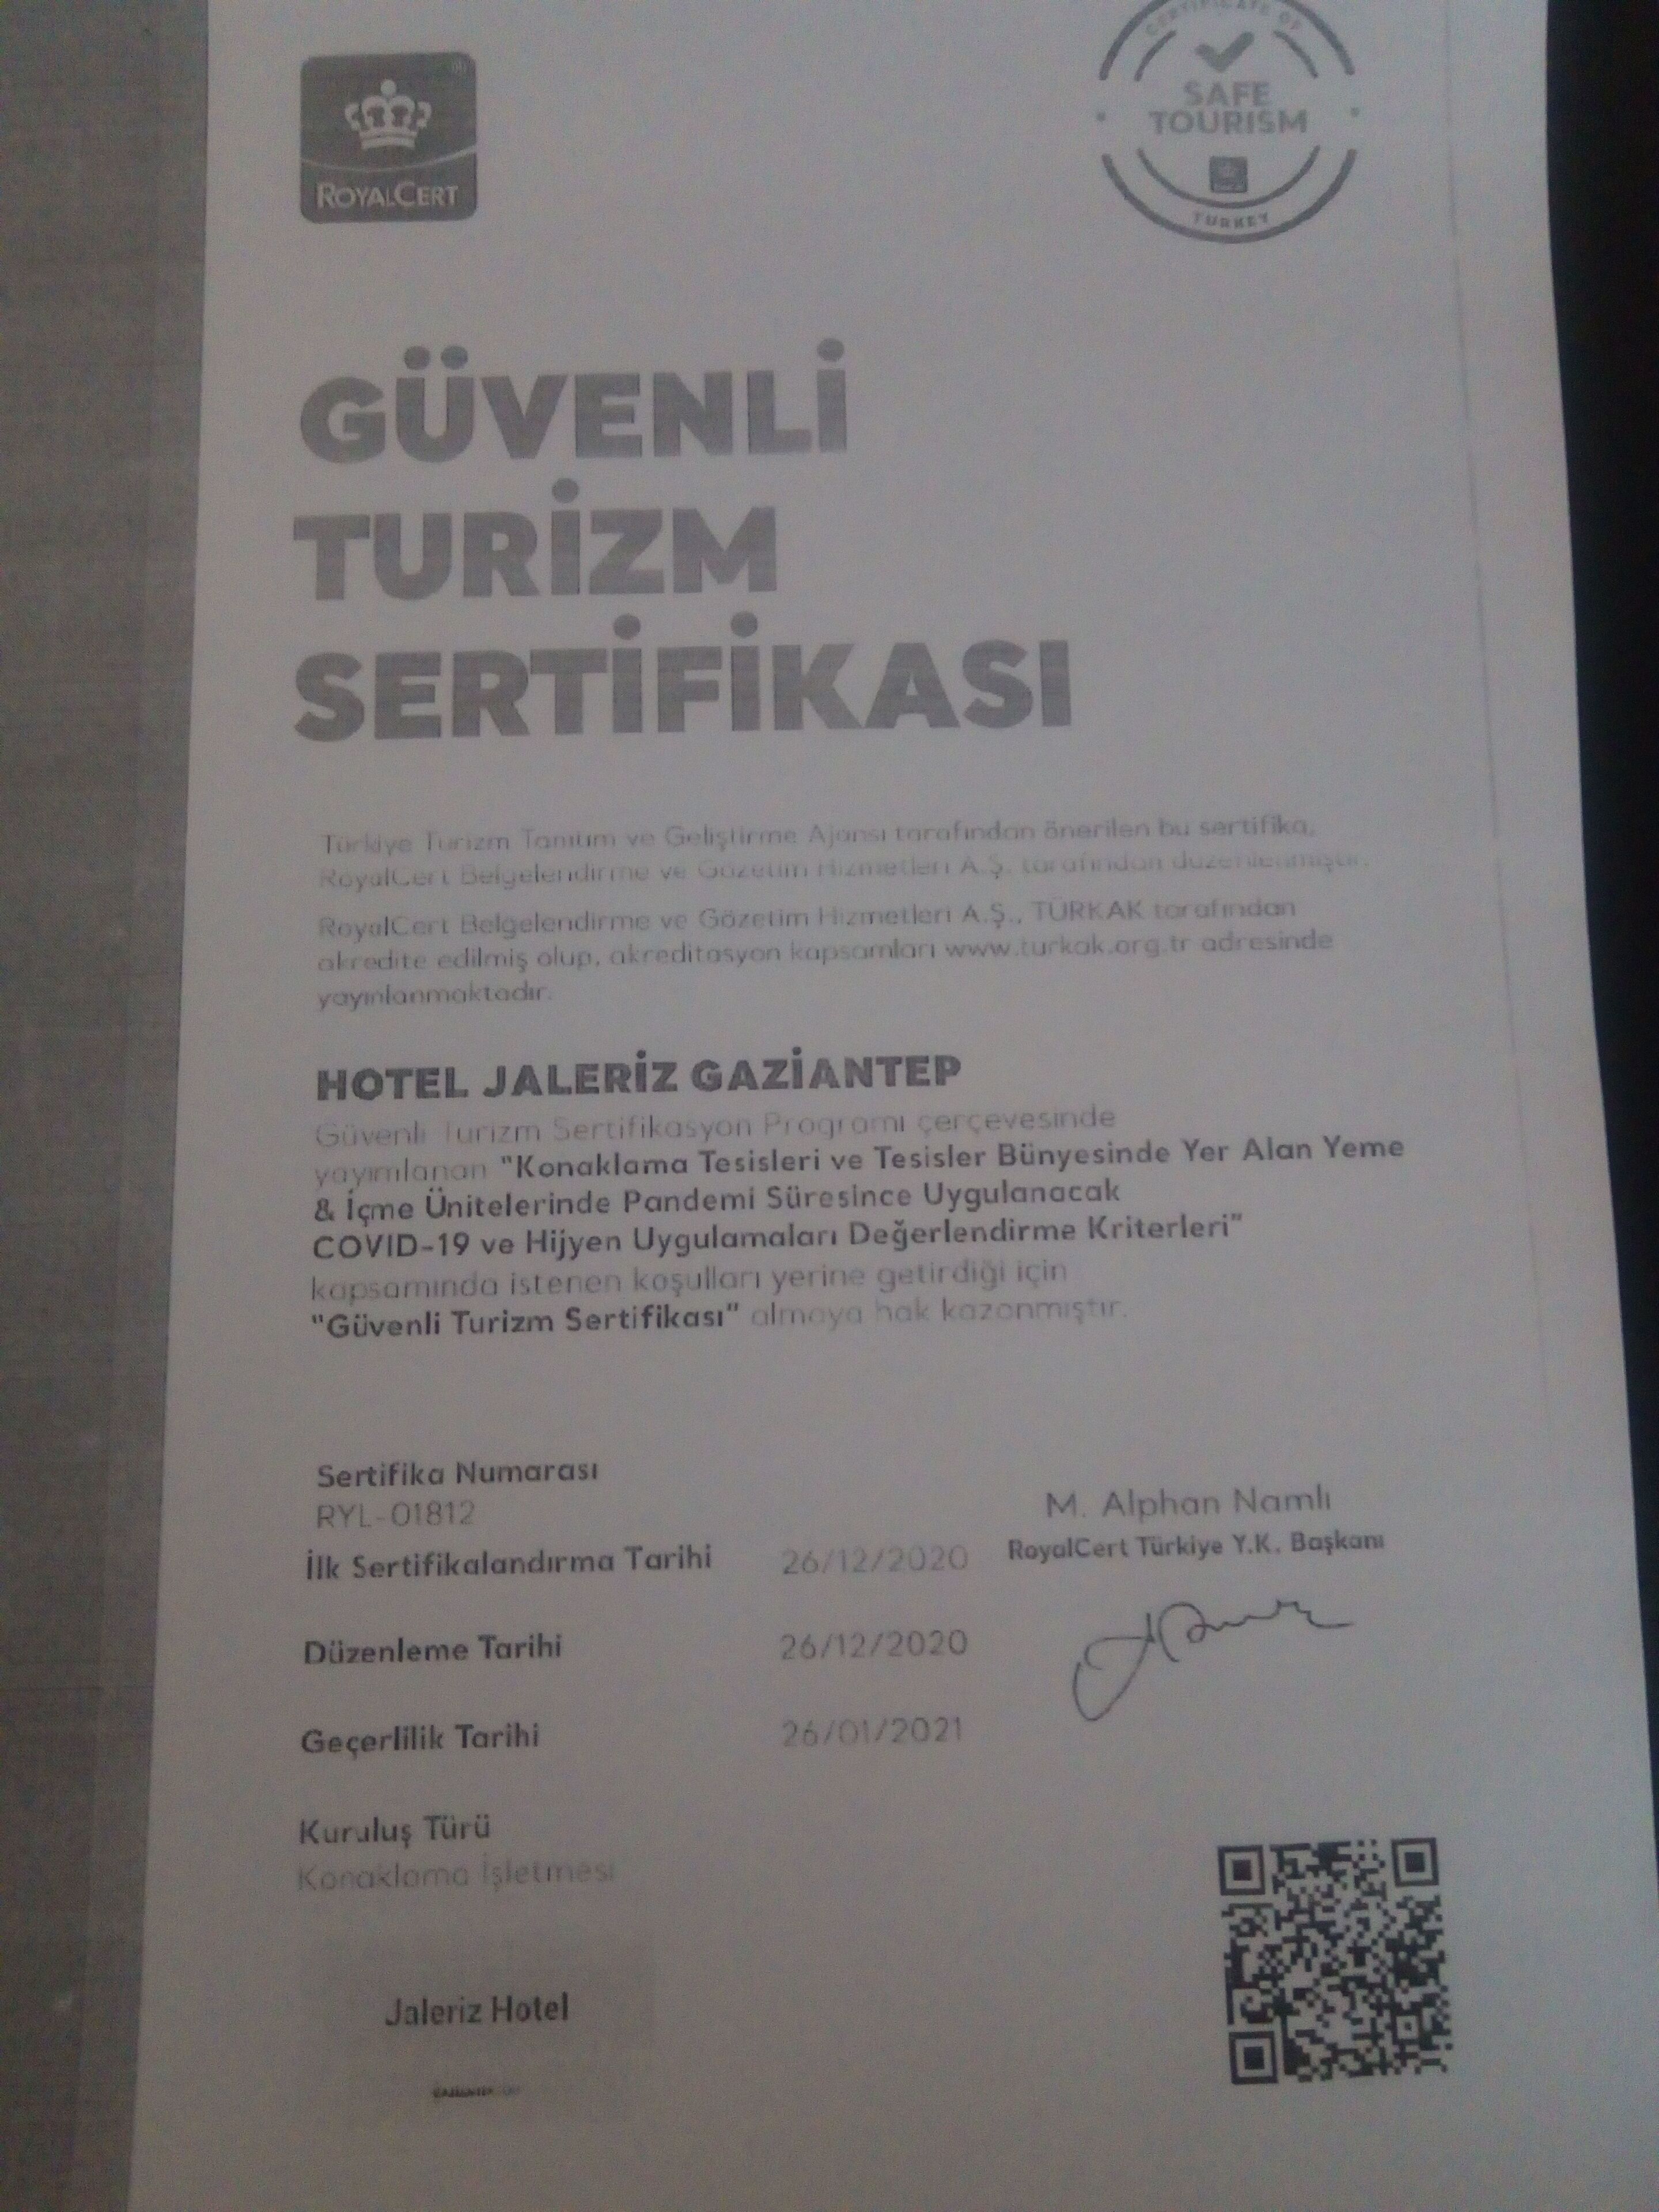 ROYALCERT
CERTIFICATE OF
SAFE
TOURISM
TURKEY
GÜVENLİ
TURİZM
SERTİFİKASI
Türkiye Turizm Tanıtım ve Geliştirme Ajansı tarafından önerilen bu sertifika,
RoyalCert Belgelendirme ve Gözetim Hizmetleri A.Ş. tarafından düzenlenmiştir.
RoyalCert Belgelendirme ve Gözetim Hizmetleri A.Ş., TÜRKAK tarafından
akredite edilmiş olup, akreditasyon kapsamları www.turkak.org.tr adresinde
yayınlanmaktadır.
HOTEL JALERİZ GAZİANTEP
Güvenli Turizm Sertifikasyon Programı çerçevesinde
yayımlanan "Konaklama Tesisleri ve Tesisler Bünyesinde Yer Alan Yeme
& İçme Ünitelerinde Pandemi Süresince Uygulanacak
COVID-19 ve Hijyen Uygulamaları Değerlendirme Kriterleri"
kapsamında istenen koşulları yerine getirdiği için
"Güvenli Turizm Sertifikası" almaya hak kazanmıştır.
Sertifika Numarası
RYL-01812
İlk Sertifikalandırma Tarihi 26/12/2020
Düzenleme Tarihi 26/12/2020
Geçerlilik Tarihi 26/01/2021
M. Alphan Namlı
RoyalCert Türkiye Y.K. Başkanı
Kuruluş Türü
Konaklama İşletmesi
Jaleriz Hotel